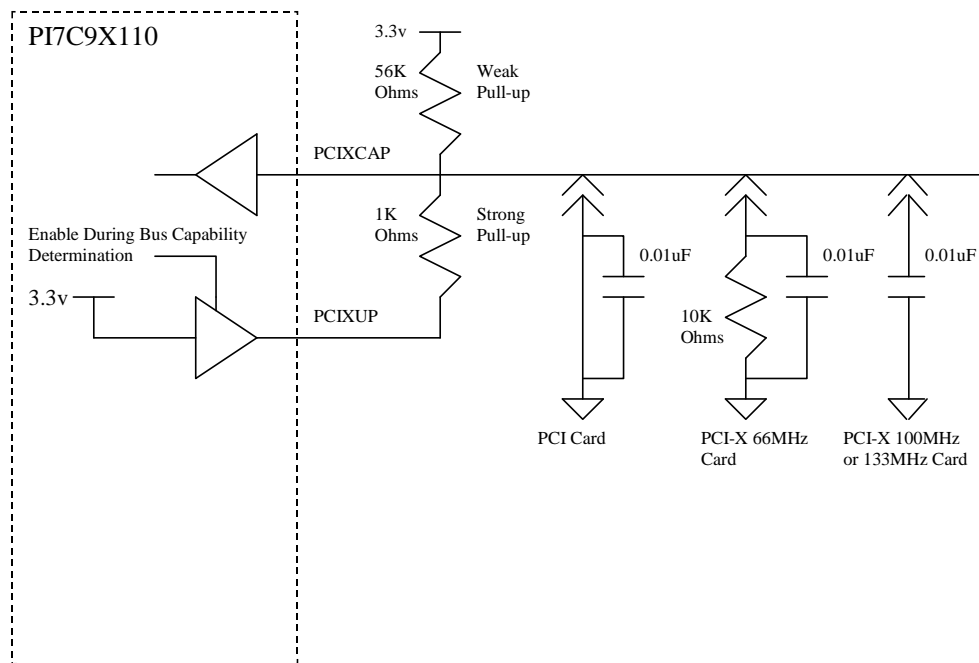 PI7C9X110
3.3v
56K
Ohms
Weak
Pull-up
PCIXCAP
1K
Ohms
Strong
Pull-up
Enable During Bus Capability
Determination
0.01uF
0.01uF
0.01uF
3.3v
PCIXUP
10K
Ohms
PCI Card
PCI-X 66MHz
Card
PCI-X 100MHz
or 133MHz Card